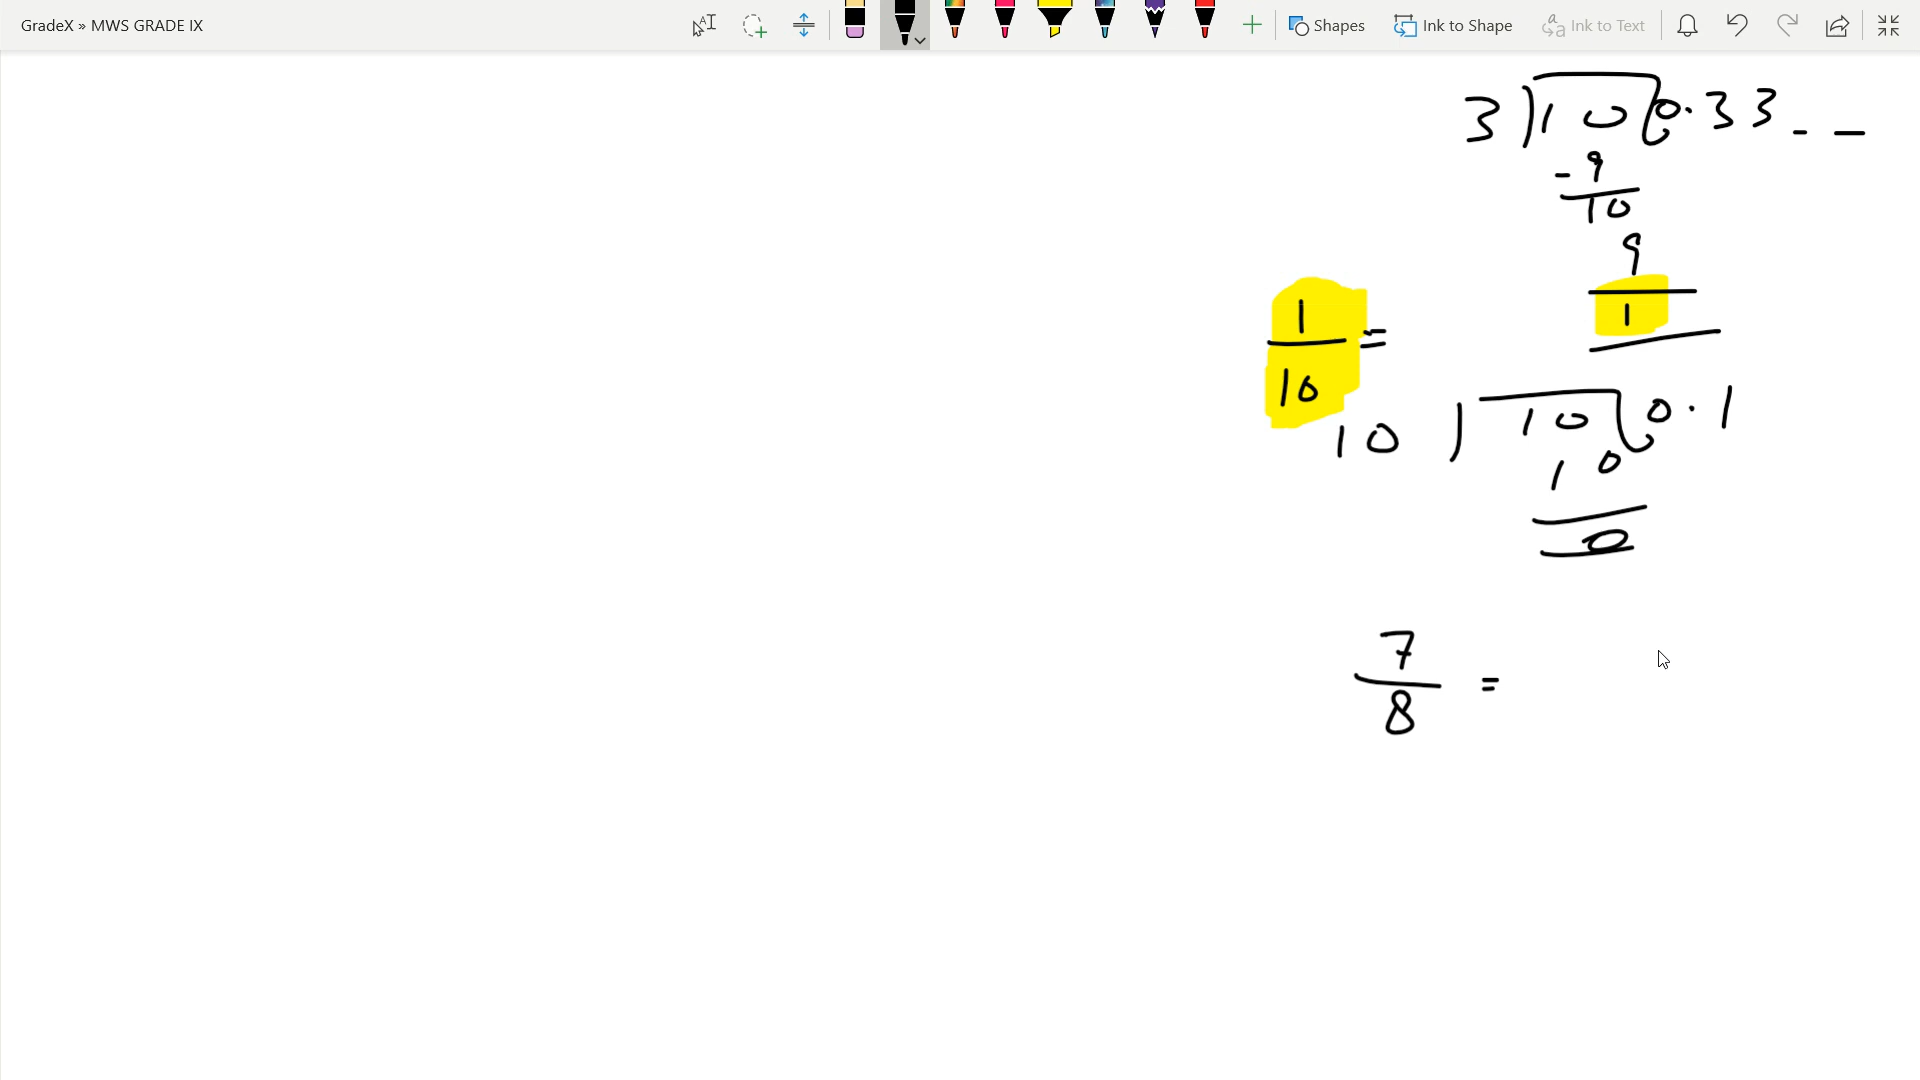 GradeX » MWS GRADE IX
Shapes
Ink to Shape
Ink to Text
3 ) 10 ( 0.33 _ _
- 9
10
9
1
1
10
=
10 ) 10 ( 0.1
10
0
7
8
=